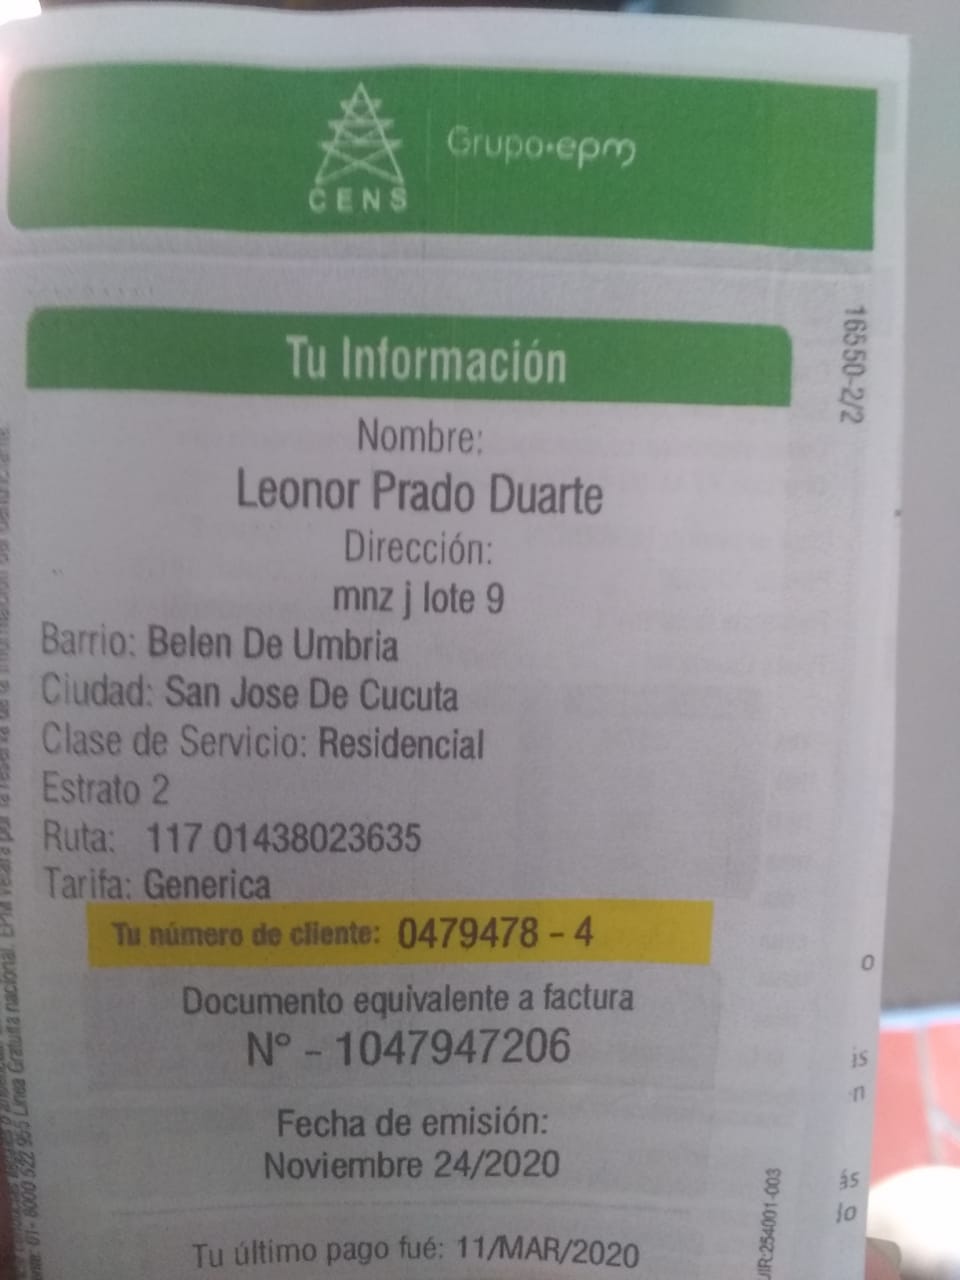 CENS
Grupo·epm
Tu Información
16550-2/2
Nombre:
Leonor Prado Duarte
Dirección:
mnz j lote 9
Barrio: Belen De Umbria
Ciudad: San Jose De Cucuta
Clase de Servicio: Residencial
Estrato 2
Ruta: 117 01438023635
Tarifa: Generica
Tu número de cliente: 0479478 - 4
Documento equivalente a factura
Nº - 1047947206
Fecha de emisión:
Noviembre 24/2020
Tu último pago fué: 11/MAR/2020